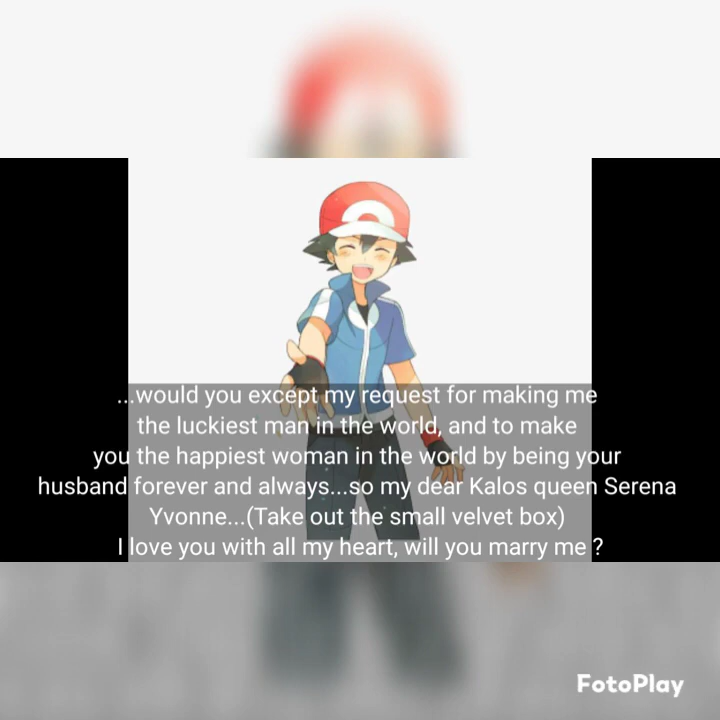 ...would you except my request for making me
the luckiest man in the world, and to make
you the happiest woman in the world by being your
husband forever and always...so my dear Kalos queen Serena
Yvonne...(Take out the small velvet box)
I love you with all my heart, will you marry me ?
FotoPlay